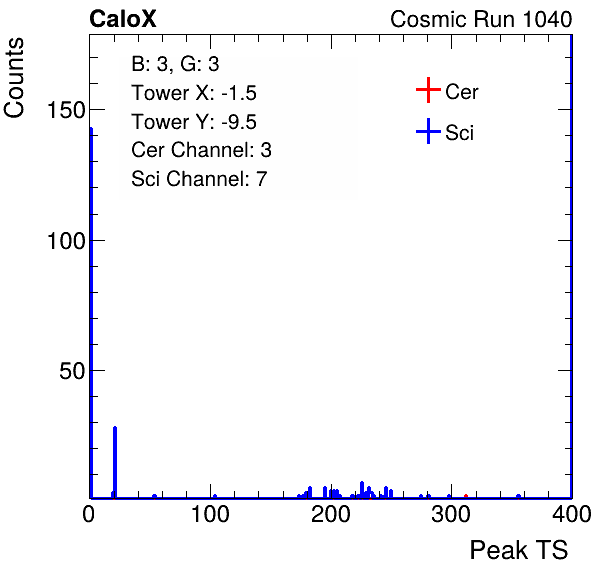 CaloX
Cosmic Run 1040
Counts
B: 3, G: 3
Tower X: -1.5
Tower Y: -9.5
Cer Channel: 3
Sci Channel: 7
Cer
Sci
150
100
50
0 100 200 300 400
Peak TS